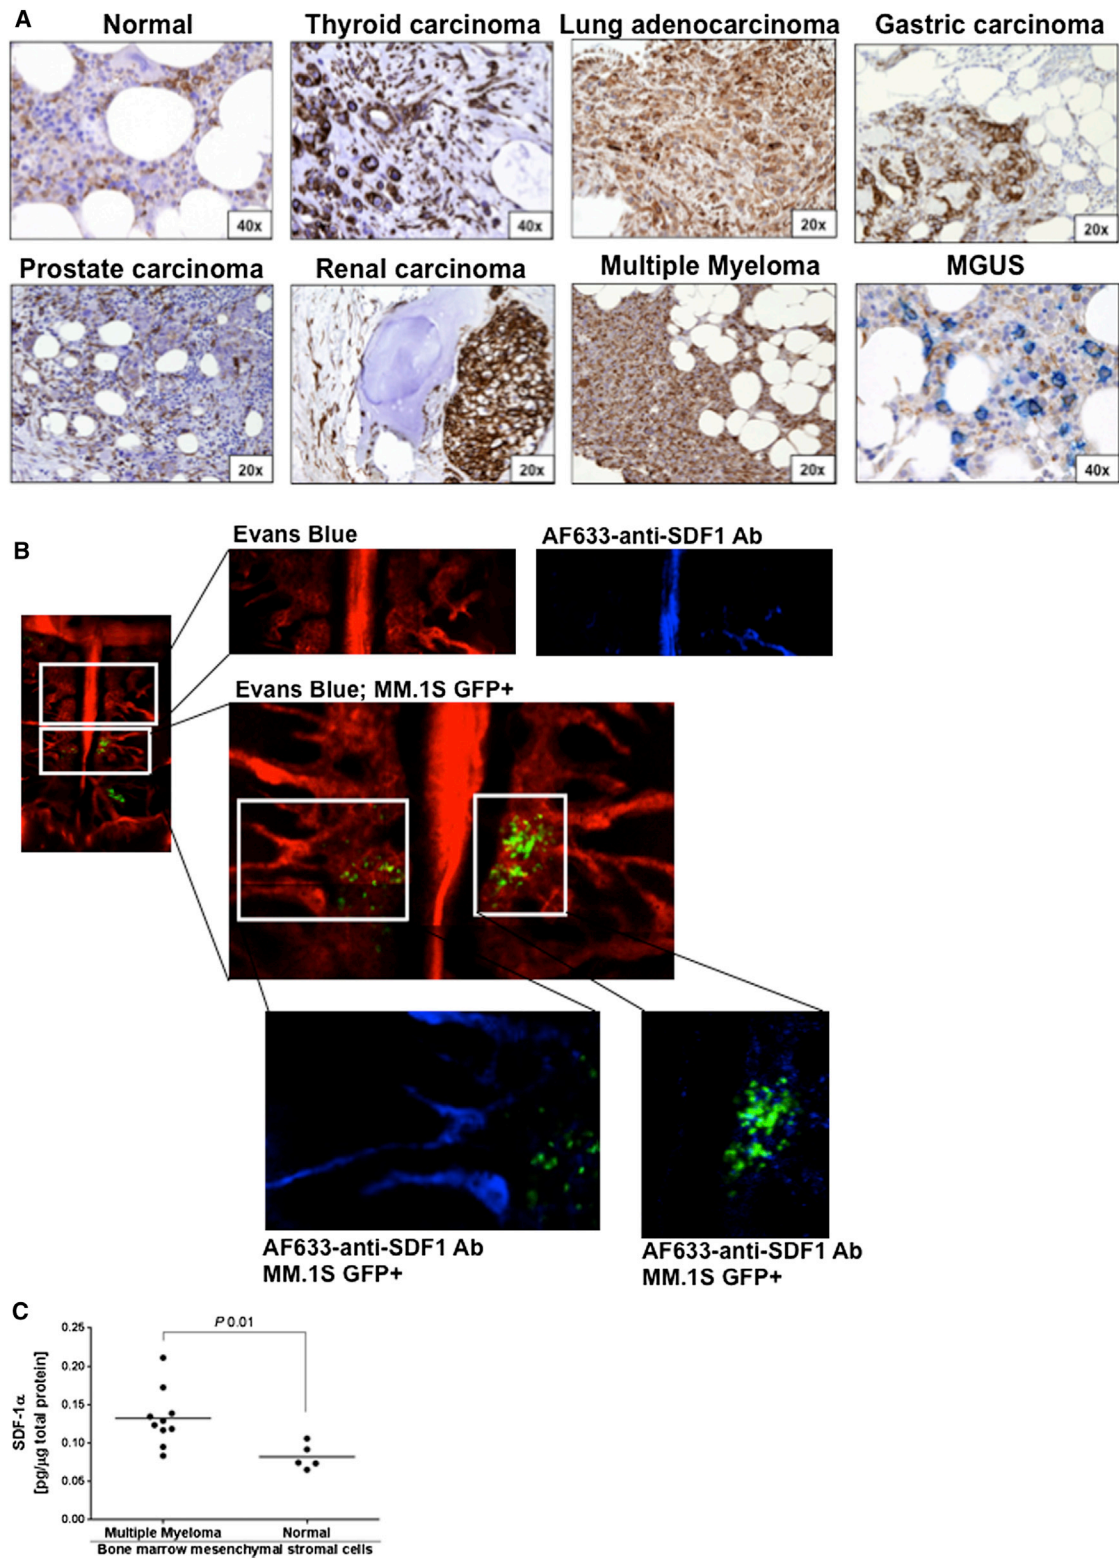 A
Normal
Thyroid carcinoma
Lung adenocarcinoma
Gastric carcinoma
40x
40x
20x
20x
Prostate carcinoma
Renal carcinoma
Multiple Myeloma
MGUS
20x
20x
20x
40x
B
Evans Blue
AF633-anti-SDF1 Ab
Evans Blue; MM.1S GFP+
AF633-anti-SDF1 Ab
MM.1S GFP+
AF633-anti-SDF1 Ab
MM.1S GFP+
C
P 0.01
SDF-1α
[pg/μg total protein]
0.25
0.20
0.15
0.10
0.05
0.00
Multiple Myeloma
Normal
Bone marrow mesenchymal stromal cells